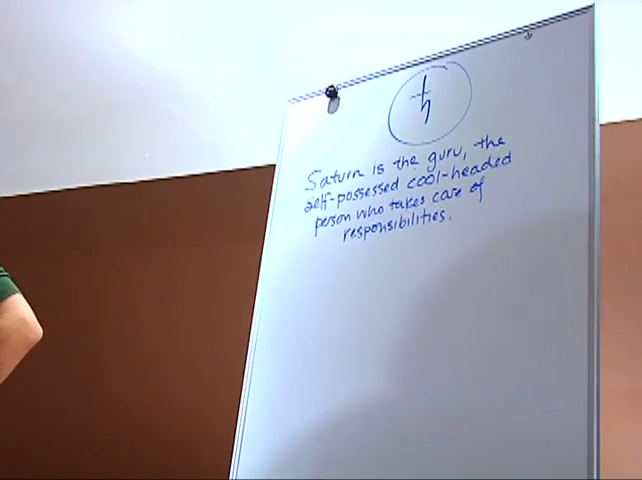 ♄
Saturn is the guru, the
self-possessed cool-headed
person who takes care of
responsibilities.